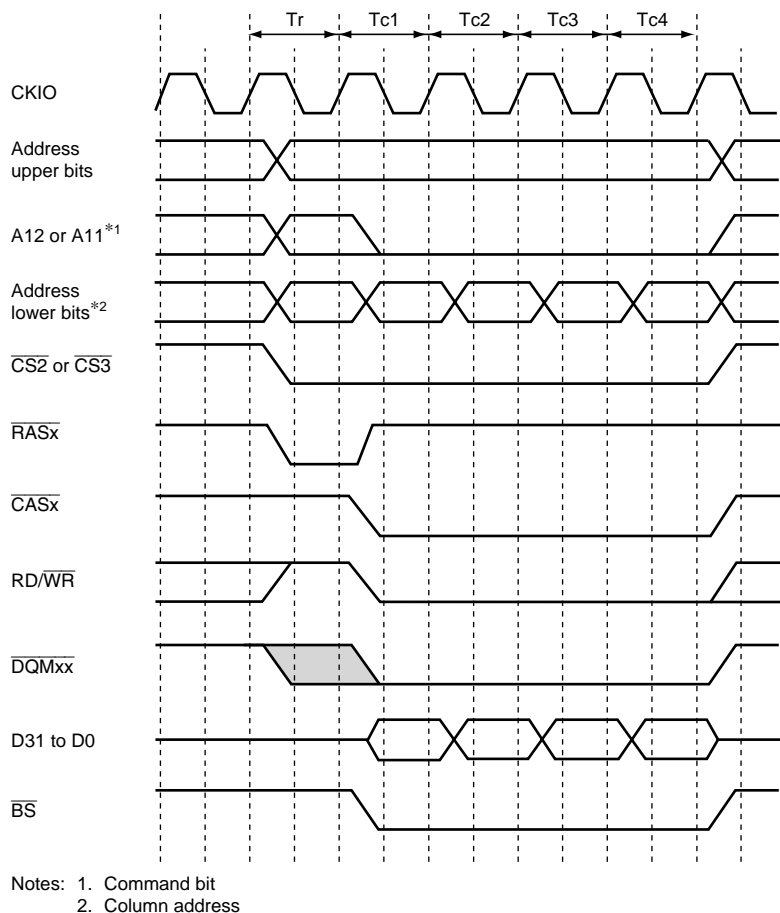 Tr Tc1 Tc2 Tc3 Tc4
CKIO
Address
upper bits
A12 or A11*1
Address
lower bits*2
CS2 or CS3
RASx
CASx
RD/WR
DQMxx
D31 to D0
BS
Notes: 1. Command bit
2. Column address